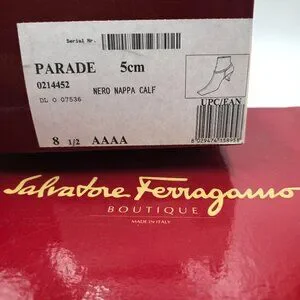 Serial Nr.
PARADE 5cm
0214452
DL O 07536
NERO NAPPA CALF
UPC/EAN
8 1/2 AAAA
Salvatore Ferragamo
BOUTIQUE
MADE IN ITALY